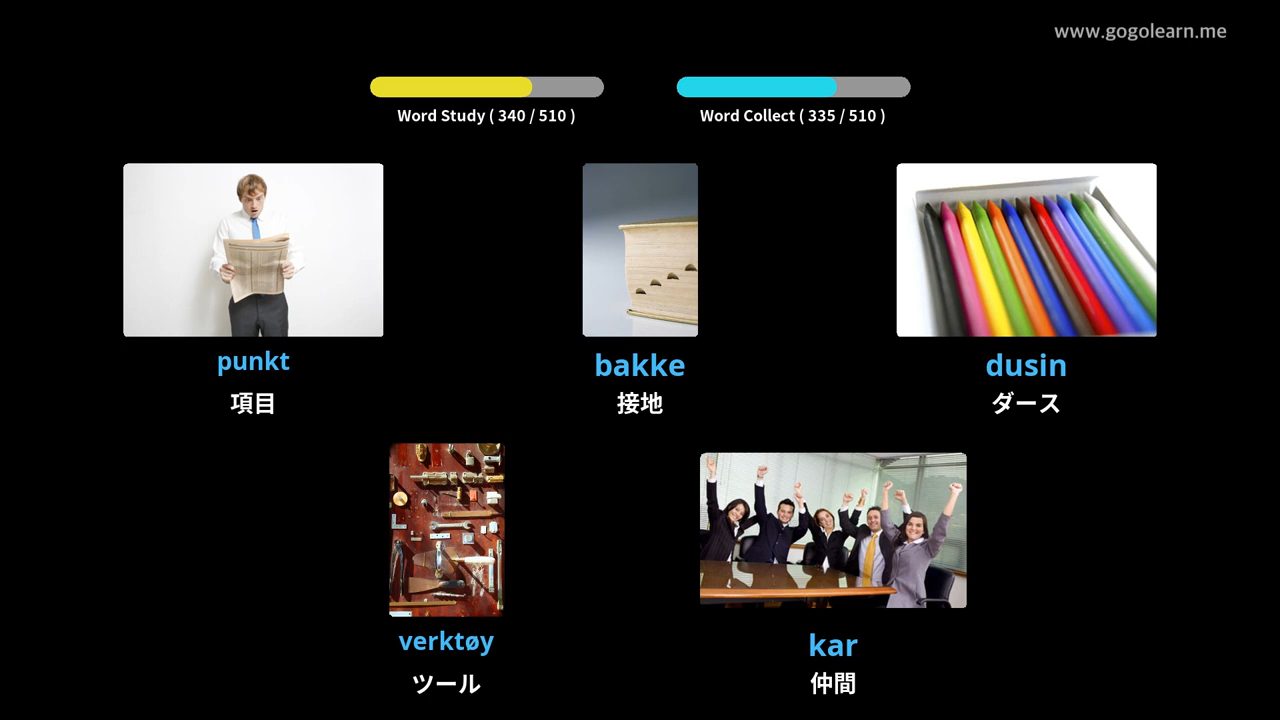 www.gogolearn.me
Word Study ( 340 / 510 )
Word Collect ( 335 / 510 )
punkt
項目
bakke
接地
dusin
ダース
verktøy
ツール
kar
仲間